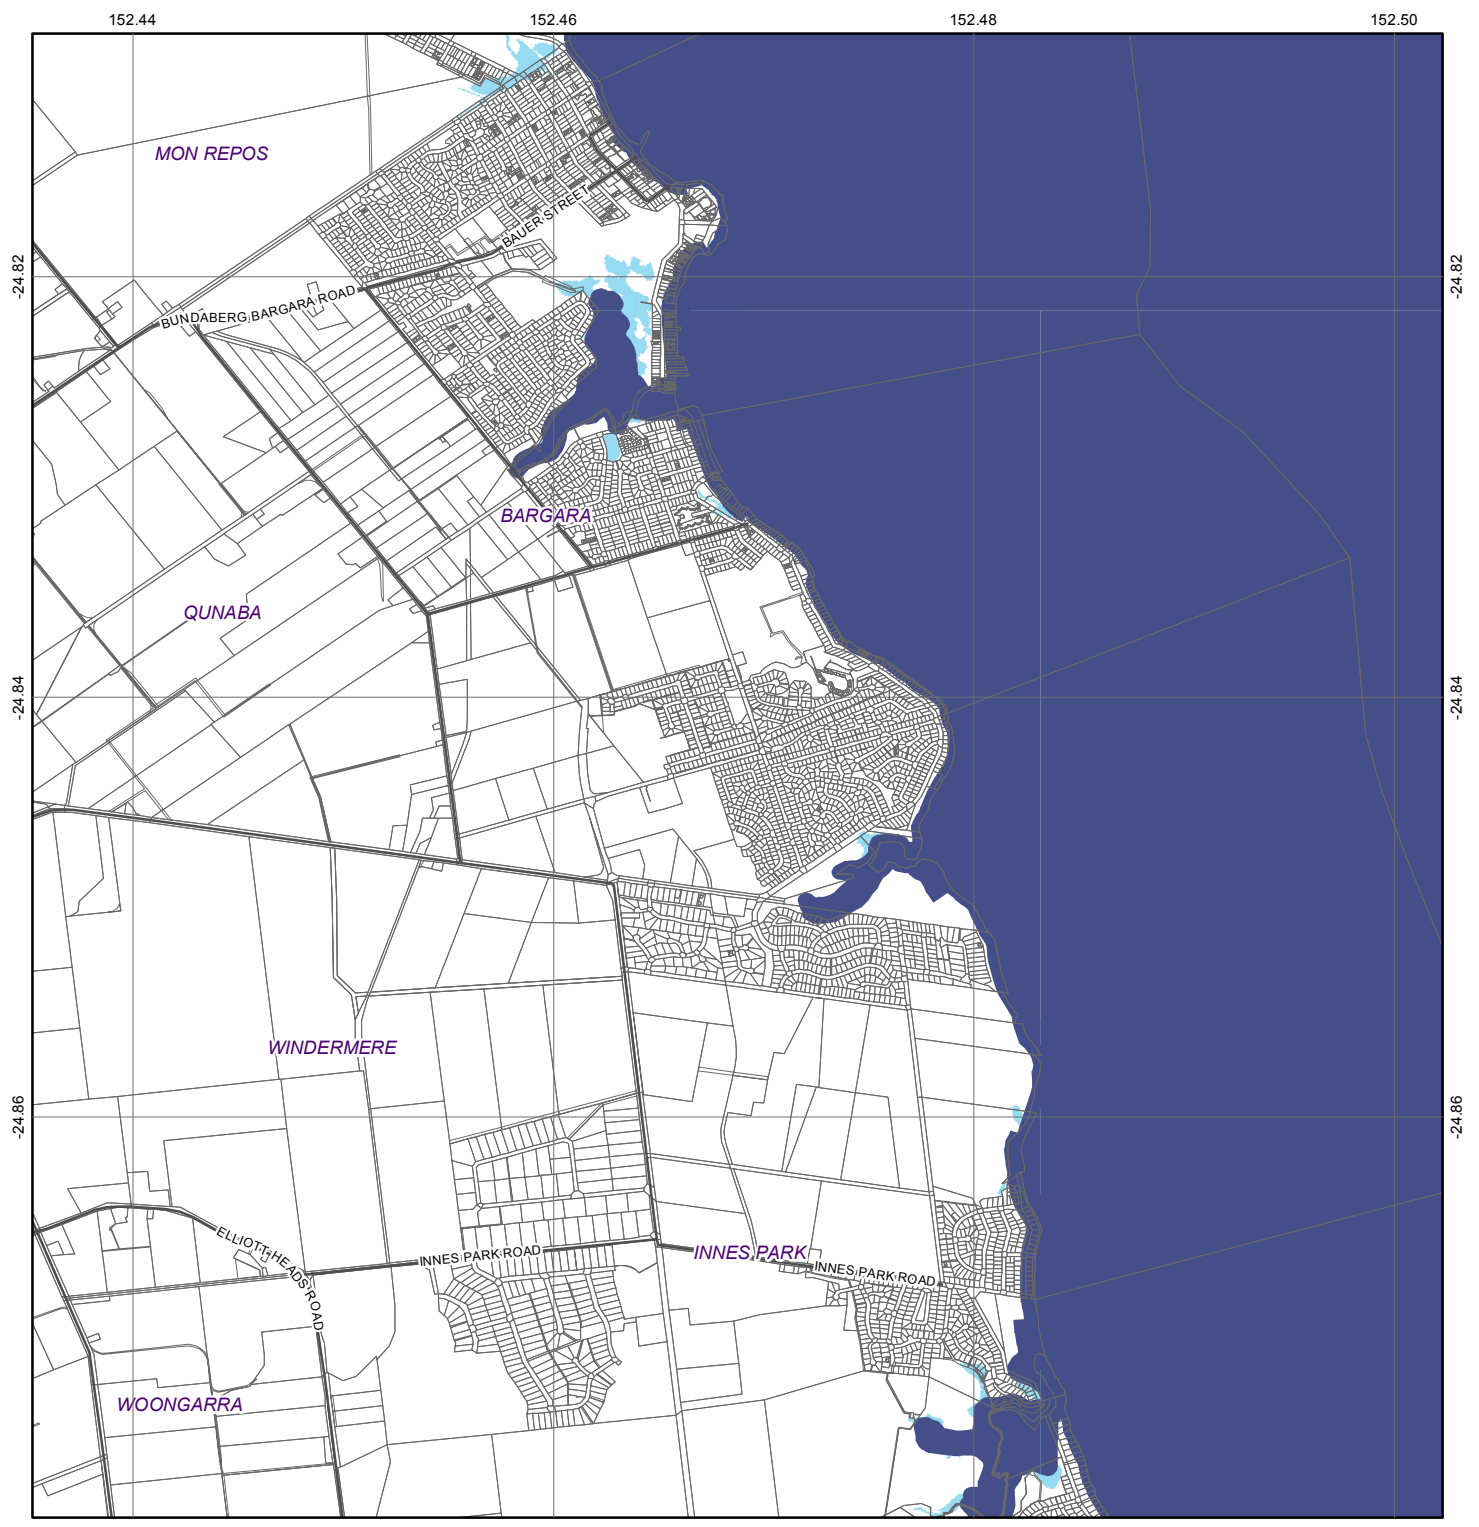 152.44
152.46
152.48
152.50
MON REPOS
BAUER STREET
-24.82
-24.82
BUNDABERG BARGARA ROAD
BARGARA
QUNABA
-24.84
-24.84
WINDERMERE
-24.86
-24.86
ELLIOTT HEADS ROAD
INNES PARK ROAD
INNES PARK
INNES PARK ROAD
WOONGARRA